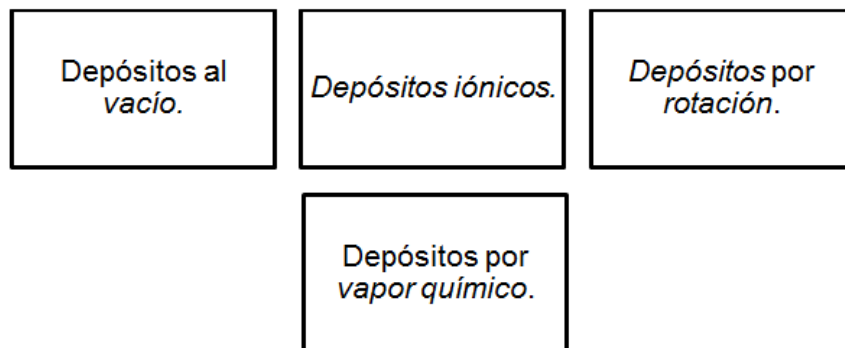 Depósitos al
vacío.
Depósitos iónicos.
Depósitos por
rotación.
Depósitos por
vapor químico.